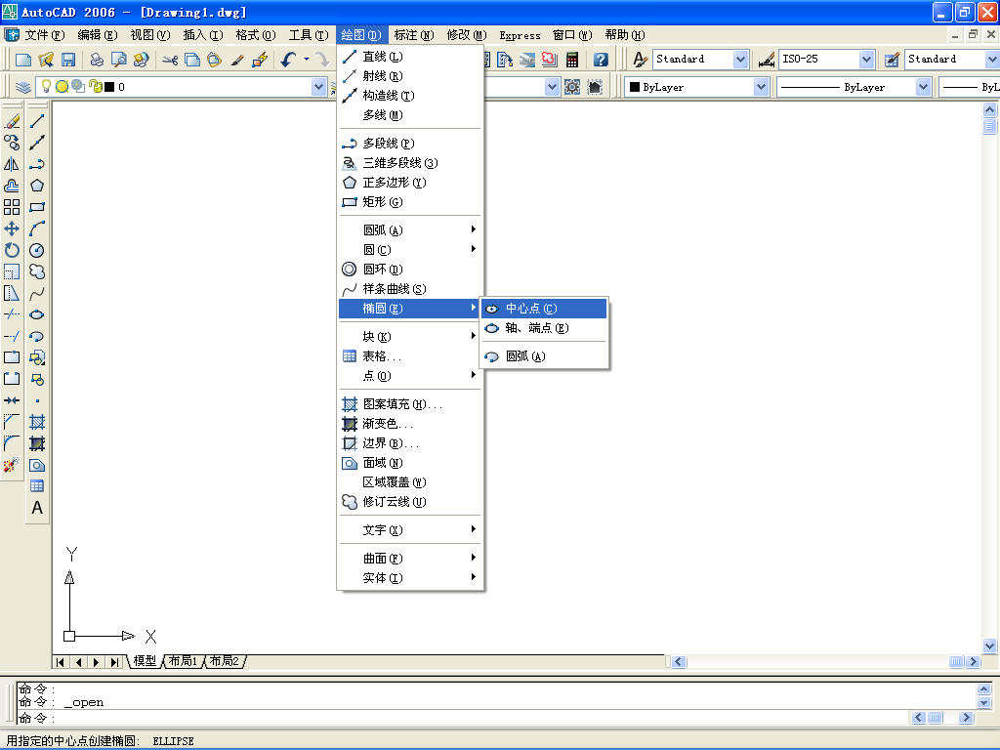 AutoCAD 2006 - [Drawing1.dwg]
文件(F) 编辑(E) 视图(V) 插入(I) 格式(O) 工具(T) 绘图(D) 标注(N) 修改(M) Express 窗口(W) 帮助(H)
Standard ISO-25 Standard
0 ByLayer ByLayer ByL
直线(L)
射线(R)
构造线(T)
多线(M)
多段线(P)
三维多段线(3)
正多边形(Y)
矩形(G)
圆弧(A)
圆(C)
圆环(D)
样条曲线(S)
椭圆(E)
块(K)
表格...
点(O)
图案填充(H)...
渐变色...
边界(B)...
面域(N)
区域覆盖(W)
修订云线(U)
文字(X)
曲面(F)
实体(I)
中心点(C)
轴、端点(E)
圆弧(A)
A
Y
X
模型 布局1 布局2
命令:
命令: _open
命令:
用指定的中心点创建椭圆: ELLIPSE